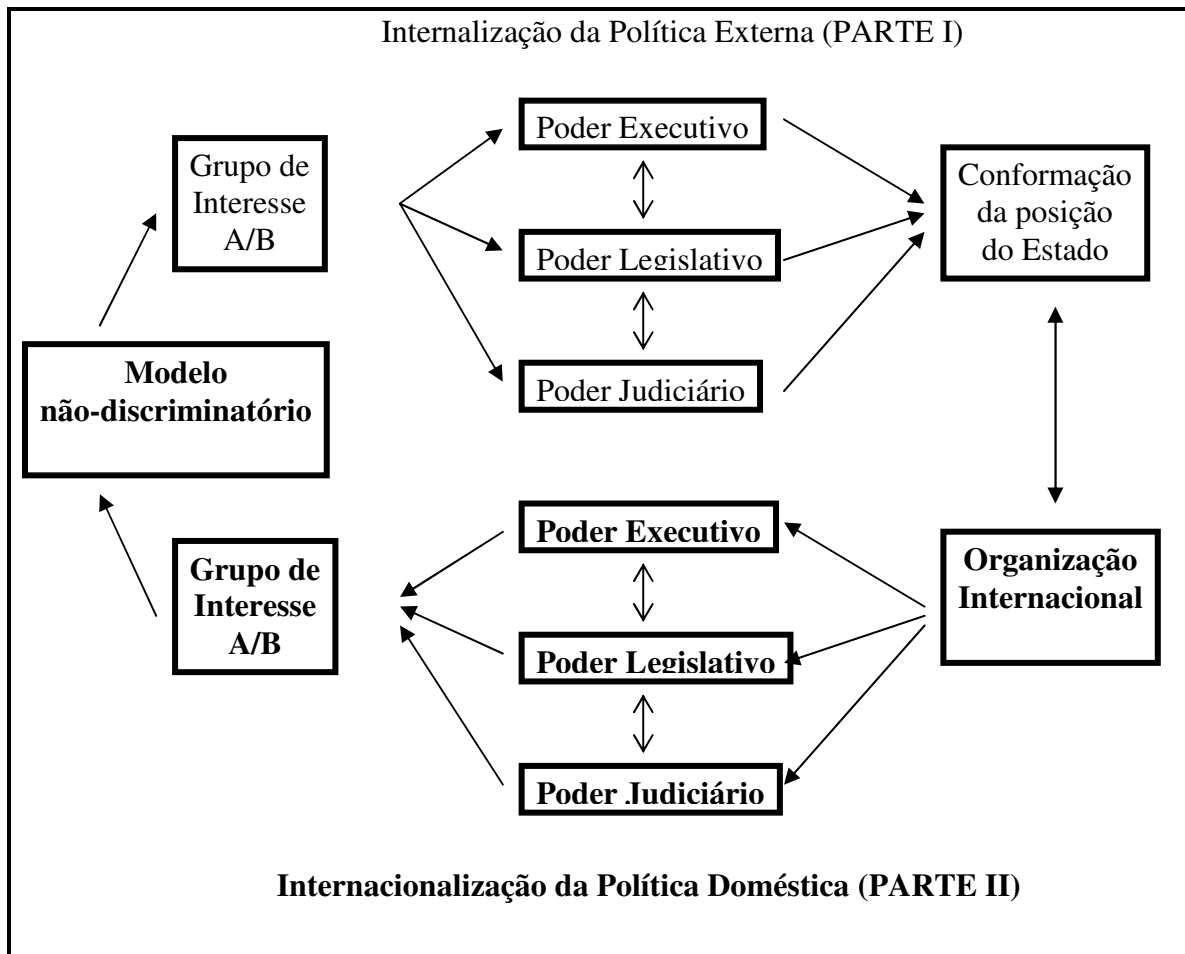 Internalização da Política Externa (PARTE I)
Grupo de
Interesse
A/B
Poder Executivo
Poder Legislativo
Poder Judiciário
Conformação
da posição
do Estado
Modelo
não-discriminatório
Grupo de
Interesse
A/B
Poder Executivo
Poder Legislativo
Poder Judiciário
Organização
Internacional
Internacionalização da Política Doméstica (PARTE II)